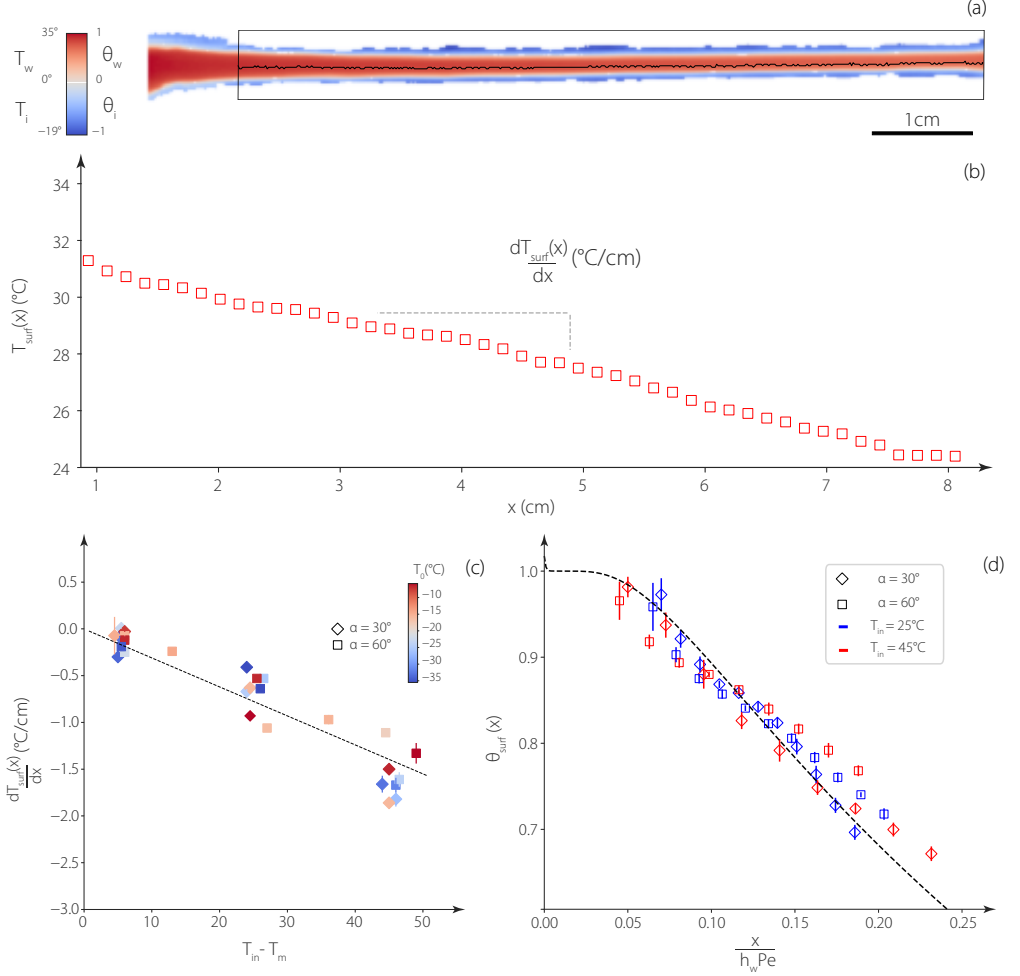 (a)
35° 1
T_w θ_w
0° 0
T_i θ_i
−19° −1
1cm
(b)
T_surf(x) (°C)
34
32
30
28
26
24
dT_surf(x)
dx
(°C/cm)
1 2 3 4 5 6 7 8
x (cm)
(c)
T_0(°C)
−10
−15
−20
−25
−30
−35
α = 30°
α = 60°
dT_surf(x)
dx
(°C/cm)
0.5
0.0
−0.5
−1.0
−1.5
−2.0
−2.5
−3.0
0 10 20 30 40 50
T_in - T_m
(d)
α = 30°
α = 60°
T_in = 25°C
T_in = 45°C
θ_surf (x)
1.0
0.9
0.8
0.7
0.00 0.05 0.10 0.15 0.20 0.25
x
h_wPe